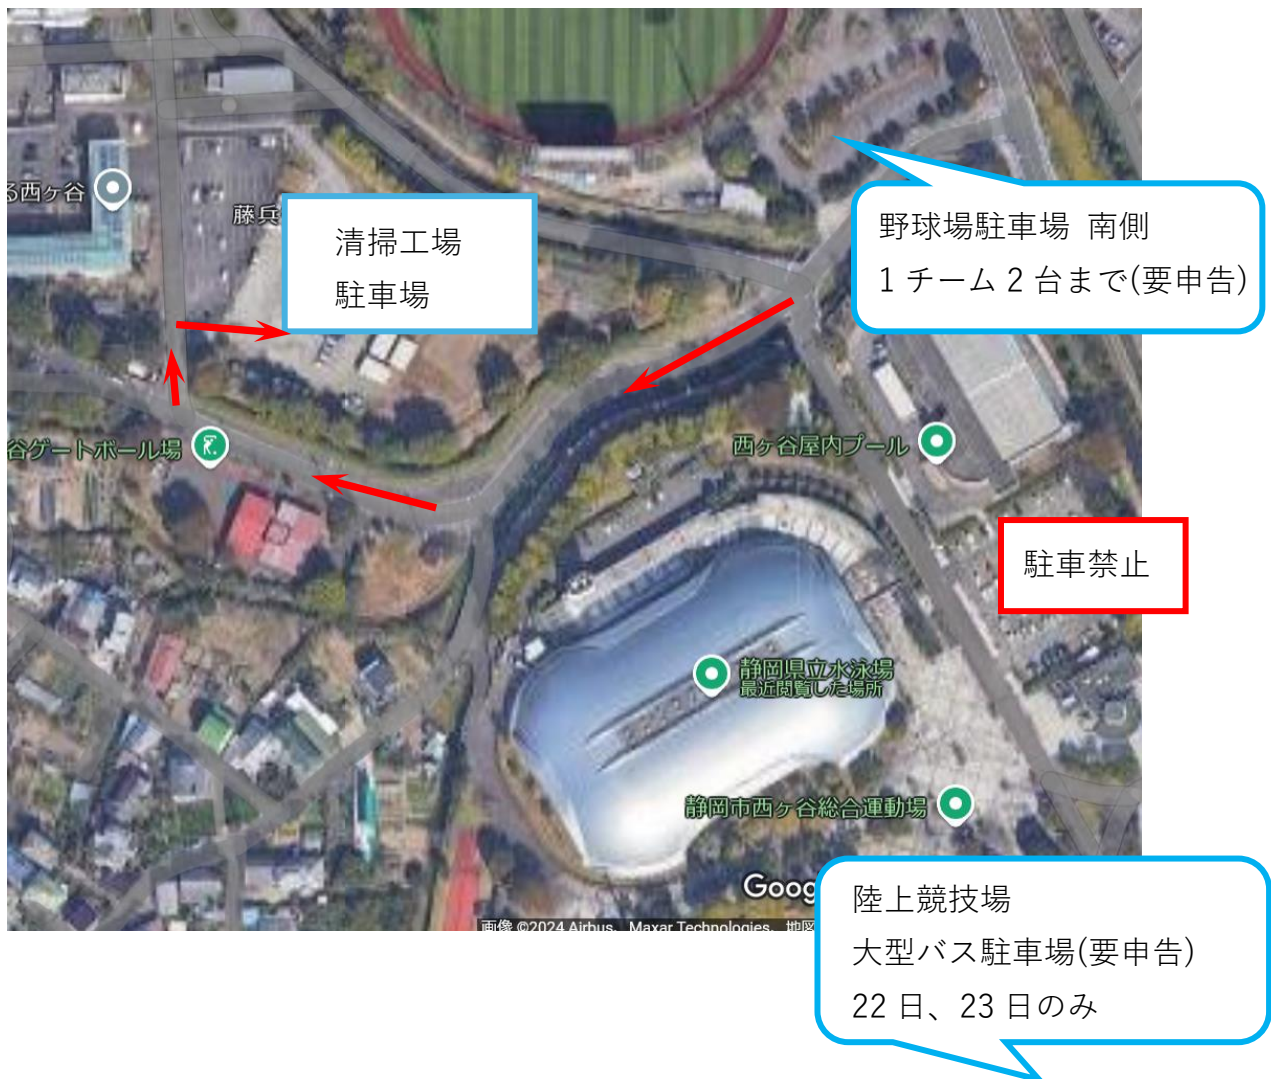 る西ヶ谷
藤兵
清掃工場
駐車場
野球場駐車場 南側
1 チーム 2 台まで(要申告)
谷ゲートボール場
西ヶ谷屋内プール
駐車禁止
静岡県立水泳場
最近閲覧した場所
静岡市西ヶ谷総合運動場
Goog
画像 ©2024 Airbus、Maxar Technologies、地図
陸上競技場
大型バス駐車場(要申告)
22 日、23 日のみ